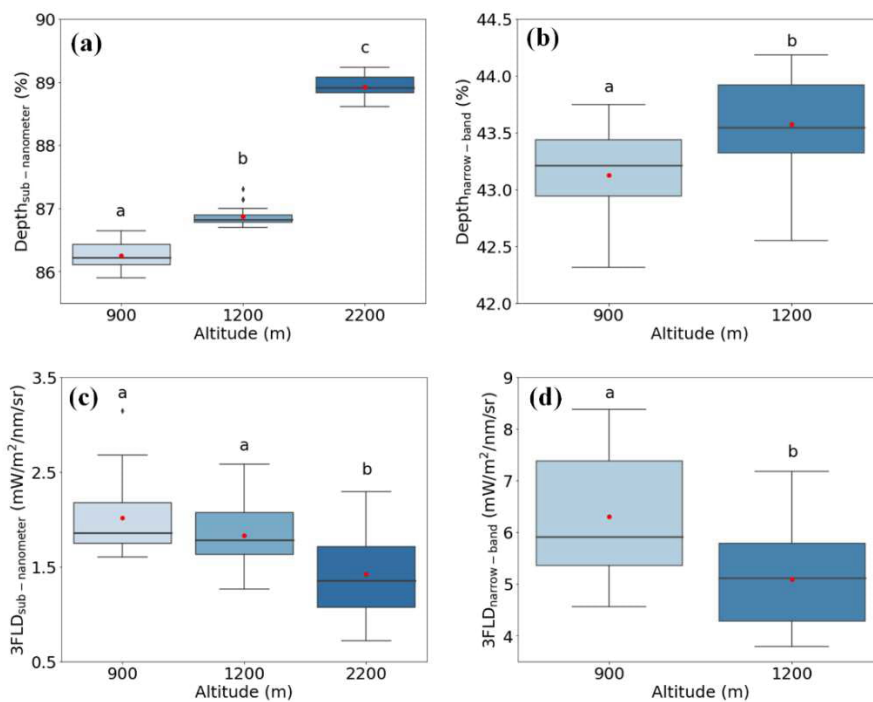 (a)
90
89
88
87
86
Depth_sub−nanometer (%)
a
b
c
900 1200 2200
Altitude (m)
(b)
44.5
44.0
43.5
43.0
42.5
42.0
Depth_narrow−band (%)
a
b
900 1200
Altitude (m)
(c)
3.5
2.5
1.5
0.5
3FLD_sub−nanometer (mW/m²/nm/sr)
a
a
b
900 1200 2200
Altitude (m)
(d)
9
8
7
6
5
4
3FLD_narrow−band (mW/m²/nm/sr)
a
b
900 1200
Altitude (m)